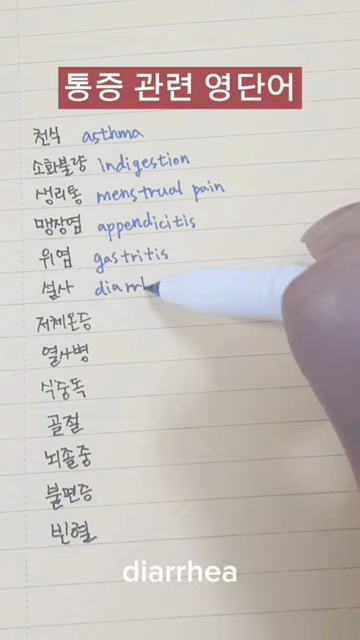 통증 관련 영단어
천식 asthma
소화불량 indigestion
생리통 menstrual pain
맹장염 appendicitis
위염 gastritis
설사 diarrh
저체온증
열사병
식중독
골절
뇌졸중
불면증
빈혈
diarrhea